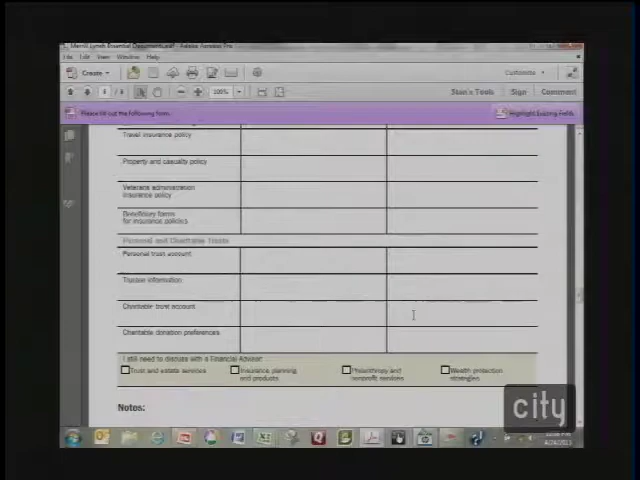 Merrill Lynch Essential Documents.pdf - Adobe Acrobat Pro
File Edit View Window Help
Create
Customize
100%
Sign Comment
Please fill out the following form.
Highlight Existing Fields
Travel insurance policy
Property and casualty policy
Veterans administration
insurance policy
Beneficiary forms
for insurance policies
Personal and Charitable Trusts
Personal trust account
Trustee information
Charitable trust account
Charitable donation preferences
I still need to discuss with a Financial Advisor:
Trust and estate services
Insurance planning
and products
Philanthropy and
nonprofit services
Wealth protection
strategies
Notes:
city